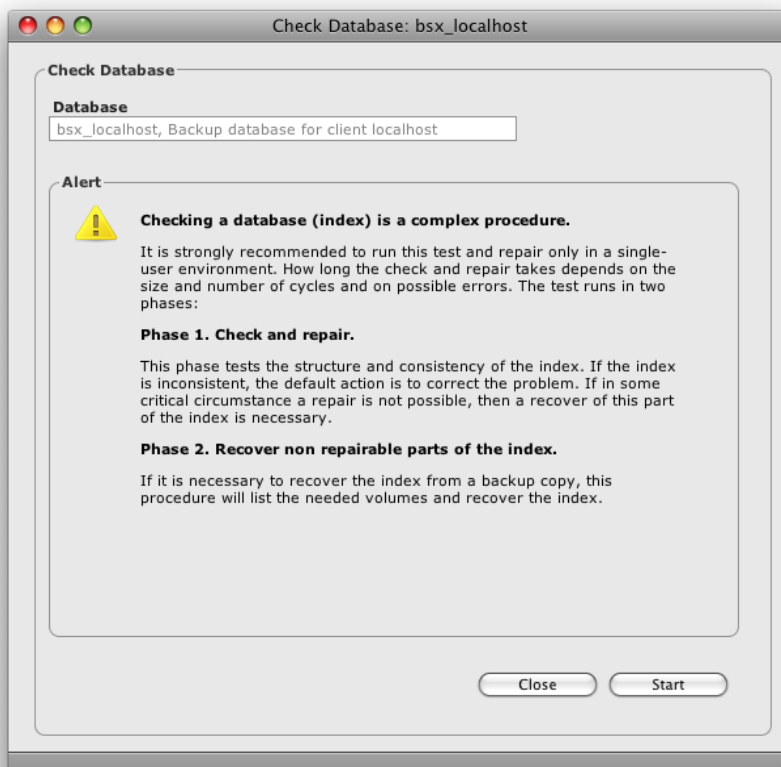 Check Database: bsx_localhost
Check Database
Database
bsx_localhost, Backup database for client localhost
Alert
Checking a database (index) is a complex procedure.
It is strongly recommended to run this test and repair only in a single-
user environment. How long the check and repair takes depends on the
size and number of cycles and on possible errors. The test runs in two
phases:
Phase 1. Check and repair.
This phase tests the structure and consistency of the index. If the index
is inconsistent, the default action is to correct the problem. If in some
critical circumstance a repair is not possible, then a recover of this part
of the index is necessary.
Phase 2. Recover non repairable parts of the index.
If it is necessary to recover the index from a backup copy, this
procedure will list the needed volumes and recover the index.
Close
Start